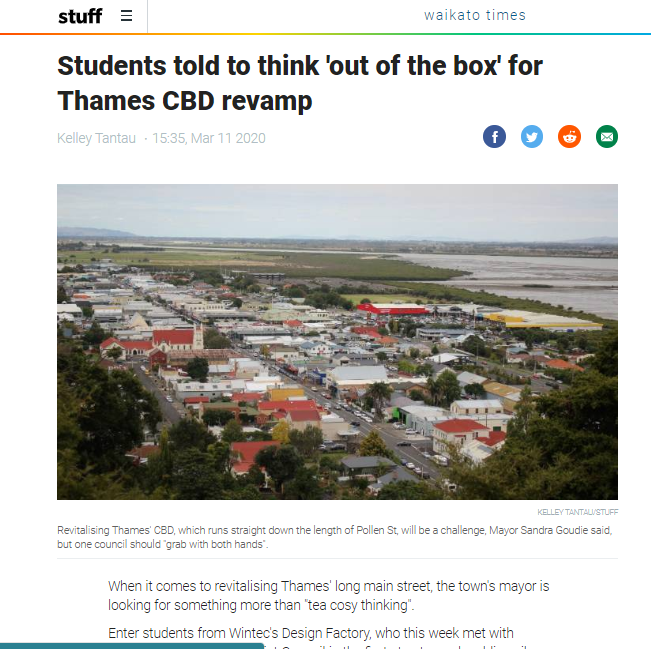 stuff
waikato times
Students told to think 'out of the box' for
Thames CBD revamp
Kelley Tantau · 15:35, Mar 11 2020
KELLEY TANTAU/STUFF
Revitalising Thames' CBD, which runs straight down the length of Pollen St, will be a challenge, Mayor Sandra Goudie said,
but one council should "grab with both hands".
When it comes to revitalising Thames' long main street, the town's mayor is
looking for something more than "tea cosy thinking".
Enter students from Wintec's Design Factory, who this week met with